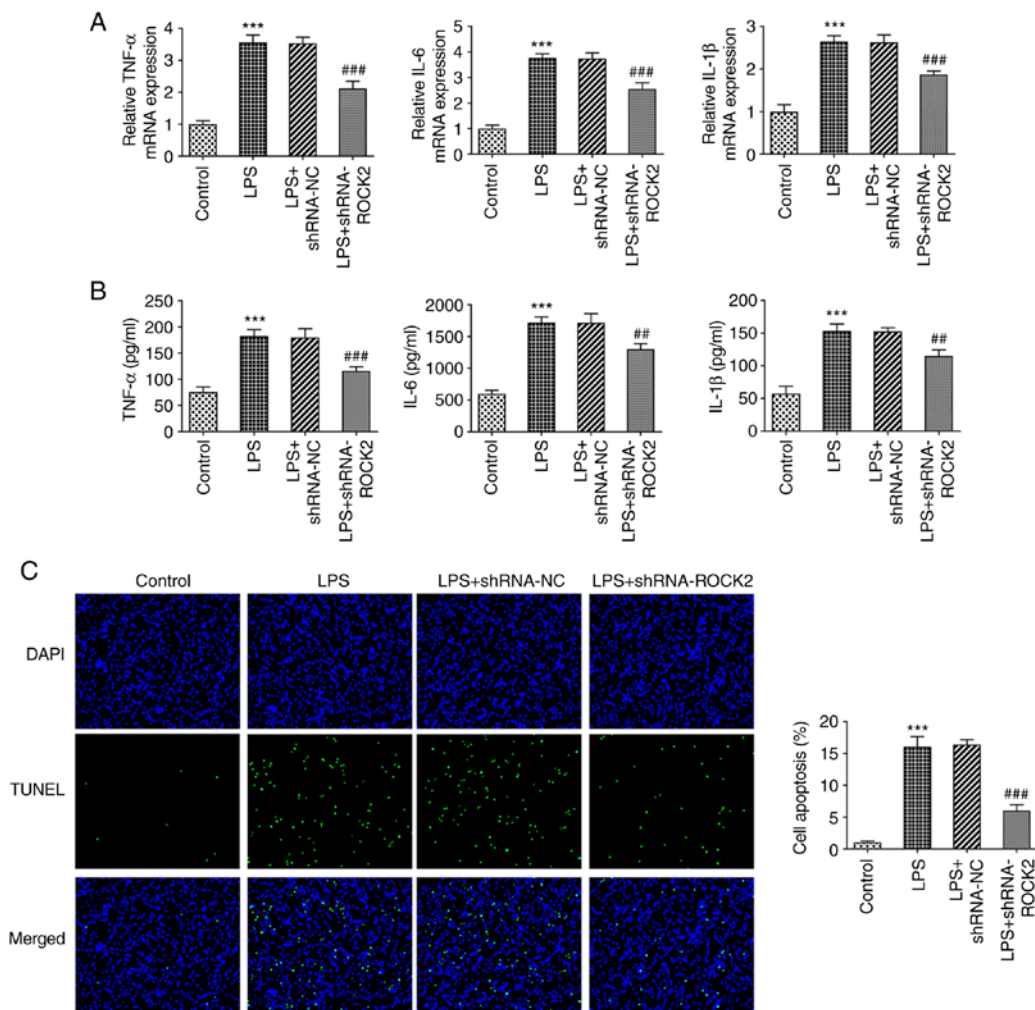 A
Relative TNF-α
mRNA expression
4
3
2
1
0
***
###
Control
LPS
LPS+
shRNA-NC
LPS+shRNA-
ROCK2
Relative IL-6
mRNA expression
5
4
3
2
1
0
***
###
Control
LPS
LPS+
shRNA-NC
LPS+shRNA-
ROCK2
Relative IL-1β
mRNA expression
3
2
1
0
***
###
Control
LPS
LPS+
shRNA-NC
LPS+shRNA-
ROCK2
B
TNF-α (pg/ml)
250
200
150
100
50
0
***
###
Control
LPS
LPS+
shRNA-NC
LPS+shRNA-
ROCK2
IL-6 (pg/ml)
2000
1500
1000
500
0
***
##
Control
LPS
LPS+
shRNA-NC
LPS+shRNA-
ROCK2
IL-1β (pg/ml)
200
150
100
50
0
***
##
Control
LPS
LPS+
shRNA-NC
LPS+shRNA-
ROCK2
C
Control LPS LPS+shRNA-NC LPS+shRNA-ROCK2
DAPI
TUNEL
Merged
Cell apoptosis (%)
20
15
10
5
0
***
###
Control
LPS
LPS+
shRNA-NC
LPS+shRNA-
ROCK2